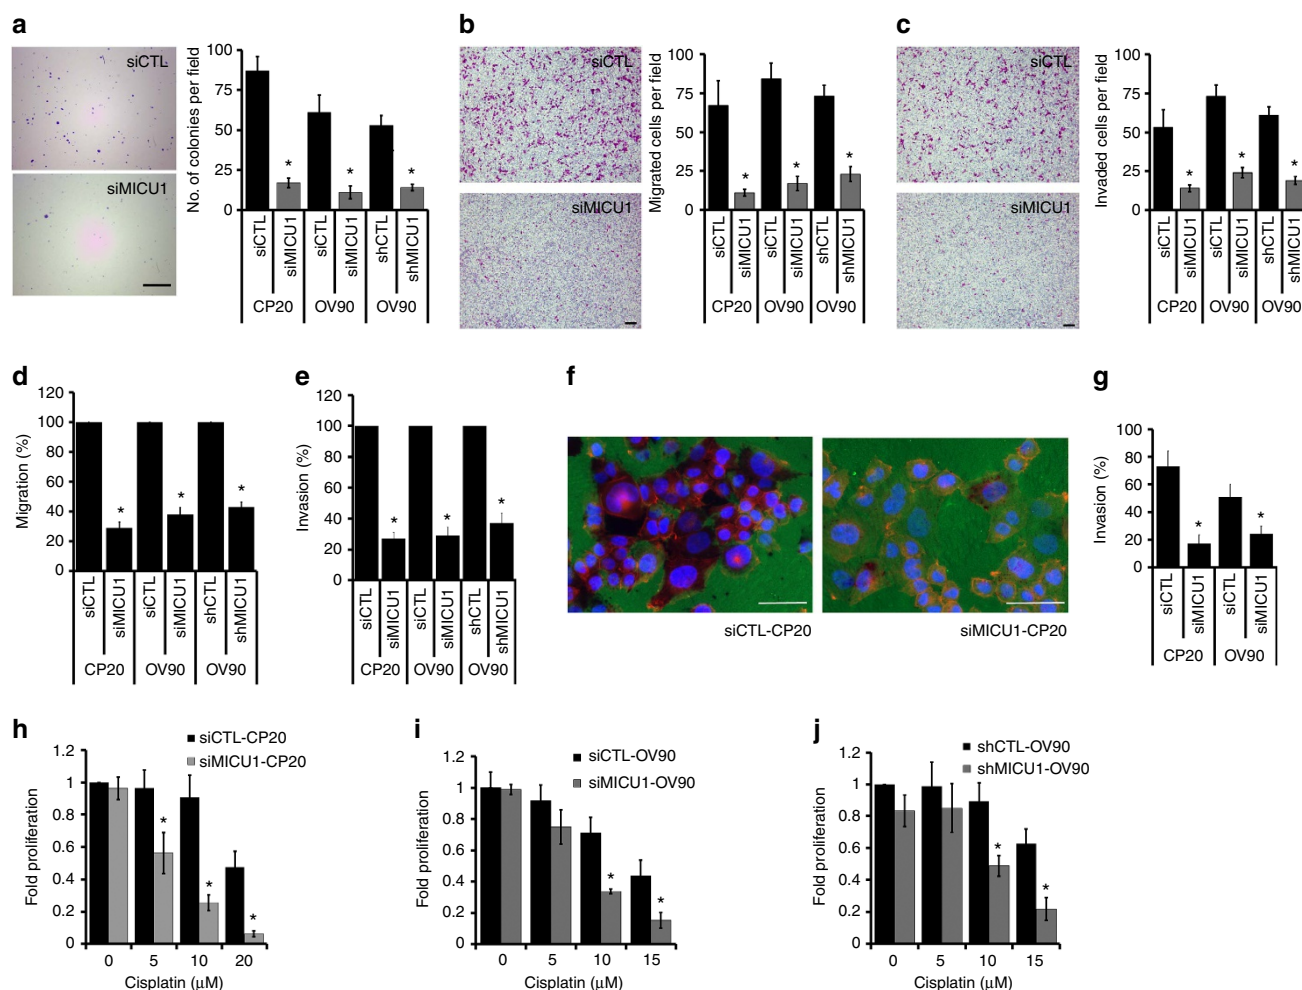 a
siCTL
siMICU1
No. of colonies per field
100
75
50
25
0
siCTL
siMICU1
siCTL
siMICU1
shCTL
shMICU1
CP20
OV90
OV90
b
siCTL
siMICU1
Migrated cells per field
100
75
50
25
0
siCTL
siMICU1
siCTL
siMICU1
shCTL
shMICU1
CP20
OV90
OV90
c
siCTL
siMICU1
Invaded cells per field
100
75
50
25
0
siCTL
siMICU1
siCTL
siMICU1
shCTL
shMICU1
CP20
OV90
OV90
* * *
* * *
* * *
d
Migration (%)
120
100
80
60
40
20
0
* * *
siCTL
siMICU1
siCTL
siMICU1
shCTL
shMICU1
CP20
OV90
OV90
e
Invasion (%)
120
100
80
60
40
20
0
* * *
siCTL
siMICU1
siCTL
siMICU1
shCTL
shMICU1
CP20
OV90
OV90
f
siCTL-CP20
siMICU1-CP20
g
Invasion (%)
100
80
60
40
20
0
* *
siCTL
siMICU1
siCTL
siMICU1
CP20
OV90
h
siCTL-CP20
siMICU1-CP20
Fold proliferation
1.2
1
0.8
0.6
0.4
0.2
0
* * *
0 5 10 20
Cisplatin (μM)
i
siCTL-OV90
siMICU1-OV90
Fold proliferation
1.2
1
0.8
0.6
0.4
0.2
0
* *
0 5 10 15
Cisplatin (μM)
j
shCTL-OV90
shMICU1-OV90
Fold proliferation
1.2
1
0.8
0.6
0.4
0.2
0
* *
0 5 10 15
Cisplatin (μM)